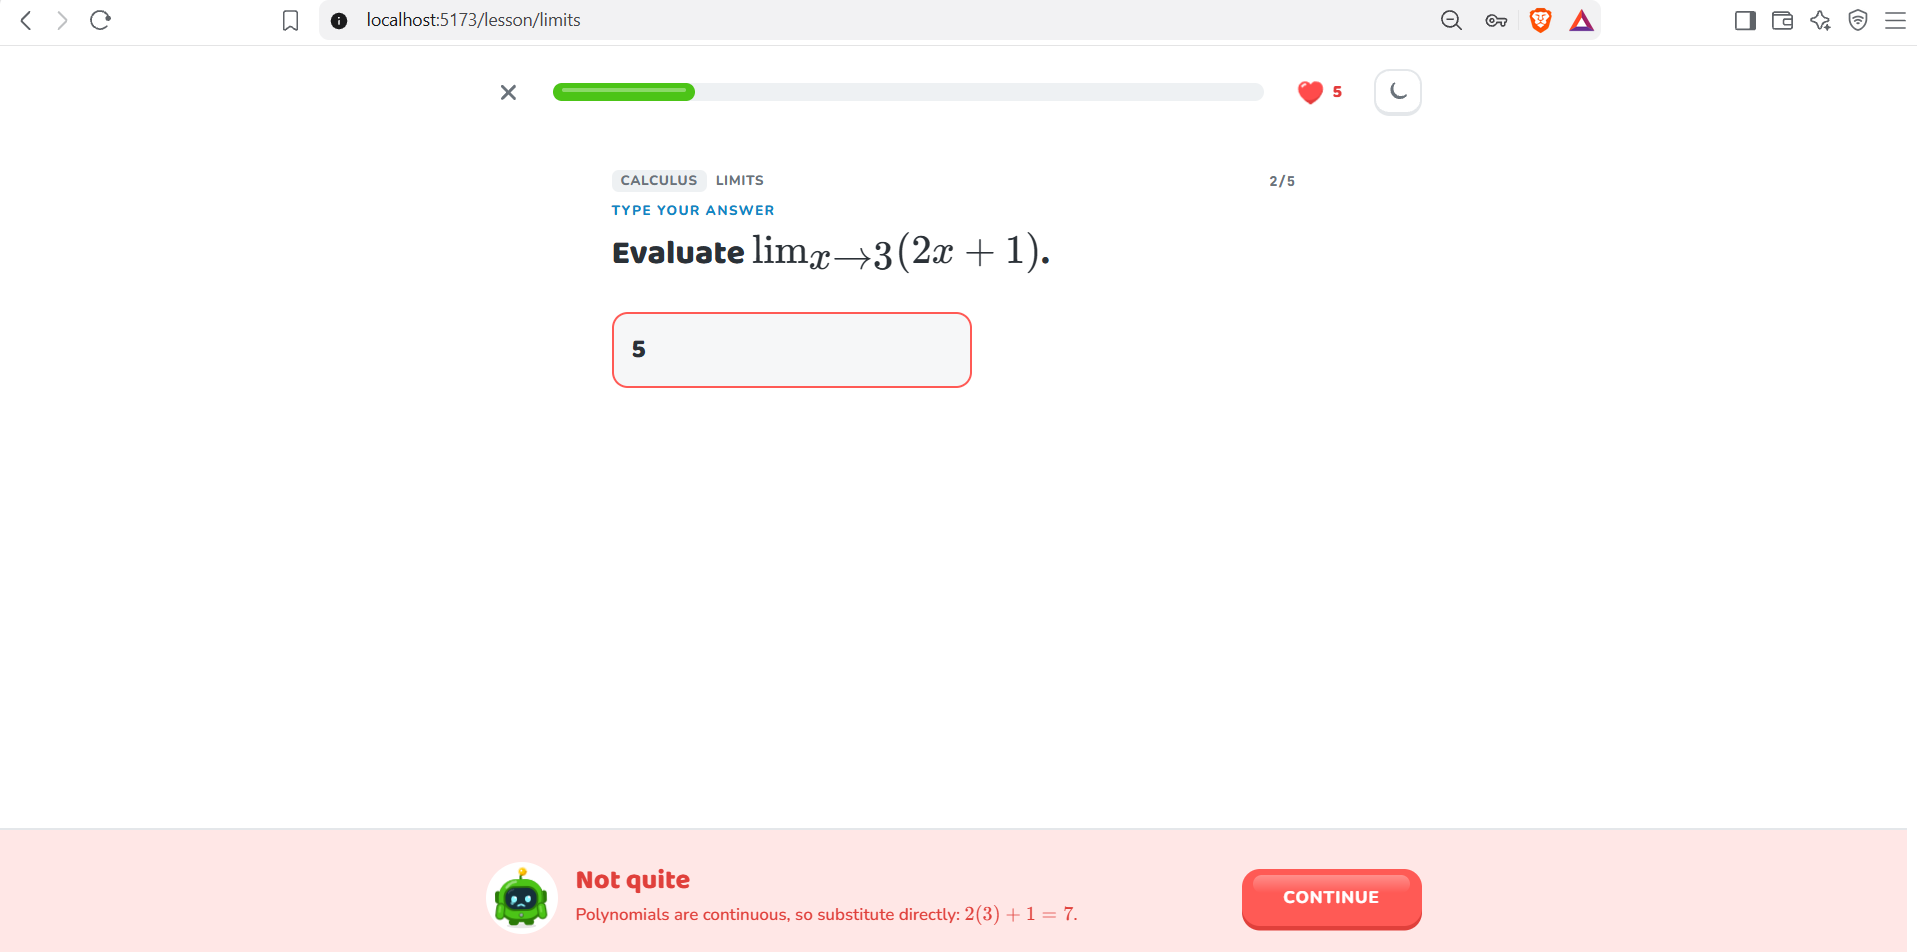 localhost:5173/lesson/limits
5
CALCULUS LIMITS 2/5
TYPE YOUR ANSWER
Evaluate lim x→3 (2x + 1).
5
Not quite
Polynomials are continuous, so substitute directly: 2(3) + 1 = 7.
CONTINUE